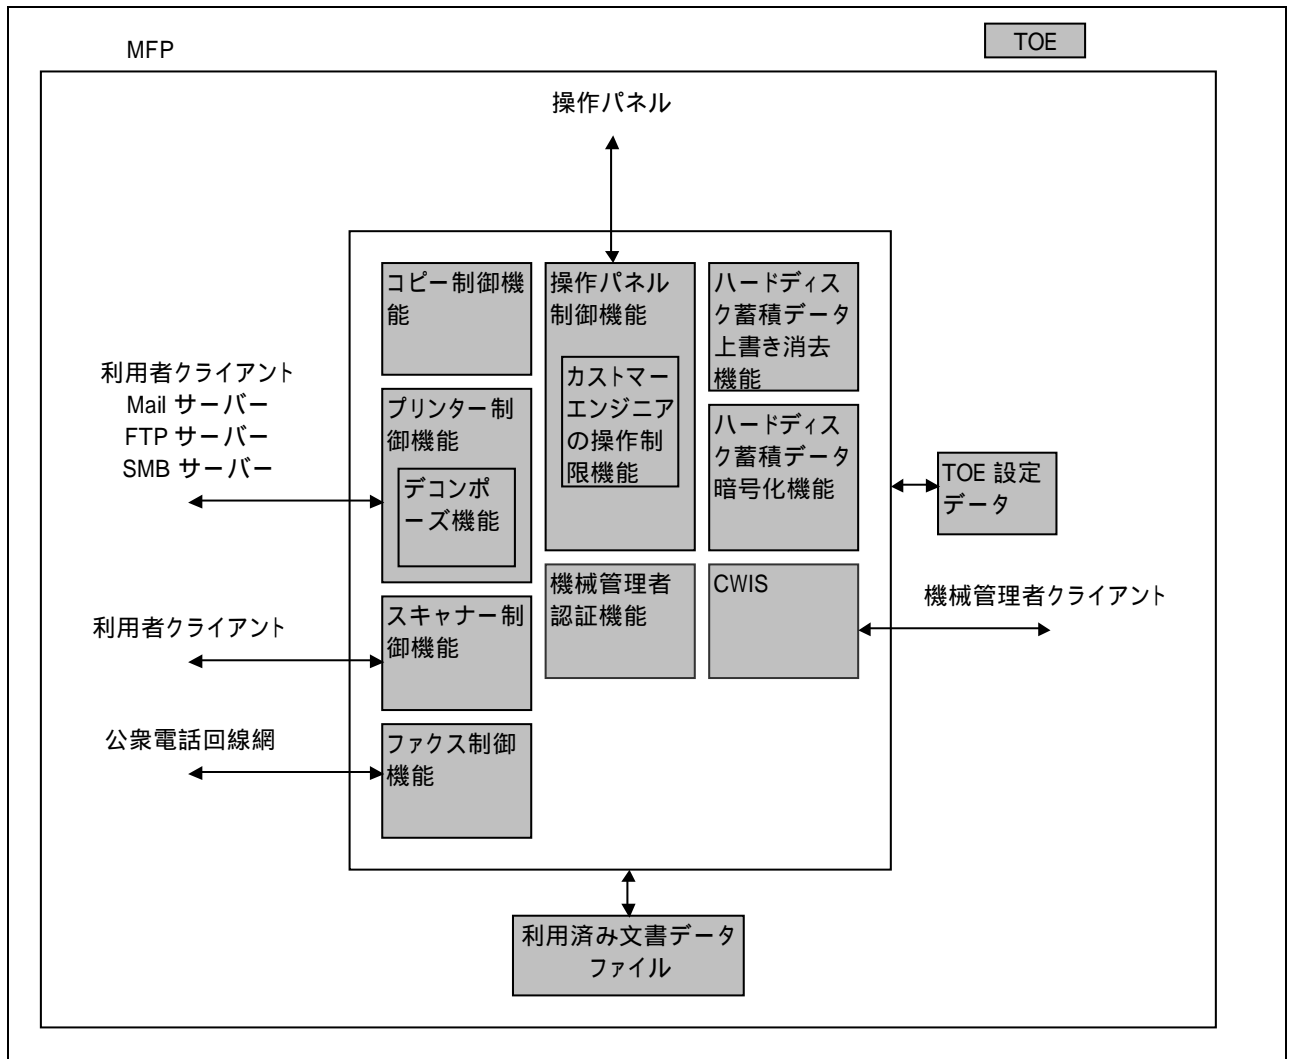 MFP
TOE
操作パネル
コピー制御機
能
操作パネル
制御機能
カストマー
エンジニア
の操作制
限機能
ハードディス
ク蓄積データ
上書き消去
機能
利用者クライアント
Mail サーバー
FTP サーバー
SMB サーバー
プリンター制
御機能
デコンポ
ーズ機能
ハードディス
ク蓄積データ
暗号化機能
TOE 設定
データ
機械管理者
認証機能
CWIS
機械管理者クライアント
利用者クライアント
スキャナー制
御機能
公衆電話回線網
ファクス制御
機能
利用済み文書データ
ファイル